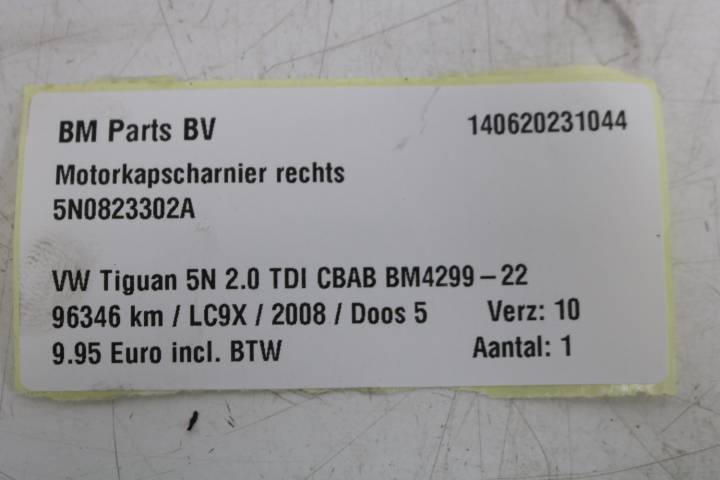 BM Parts BV 140620231044
Motorkapscharnier rechts
5N0823302A
VW Tiguan 5N 2.0 TDI CBAB BM4299-22
96346 km / LC9X / 2008 / Doos 5 Verz: 10
9.95 Euro incl. BTW Aantal: 1